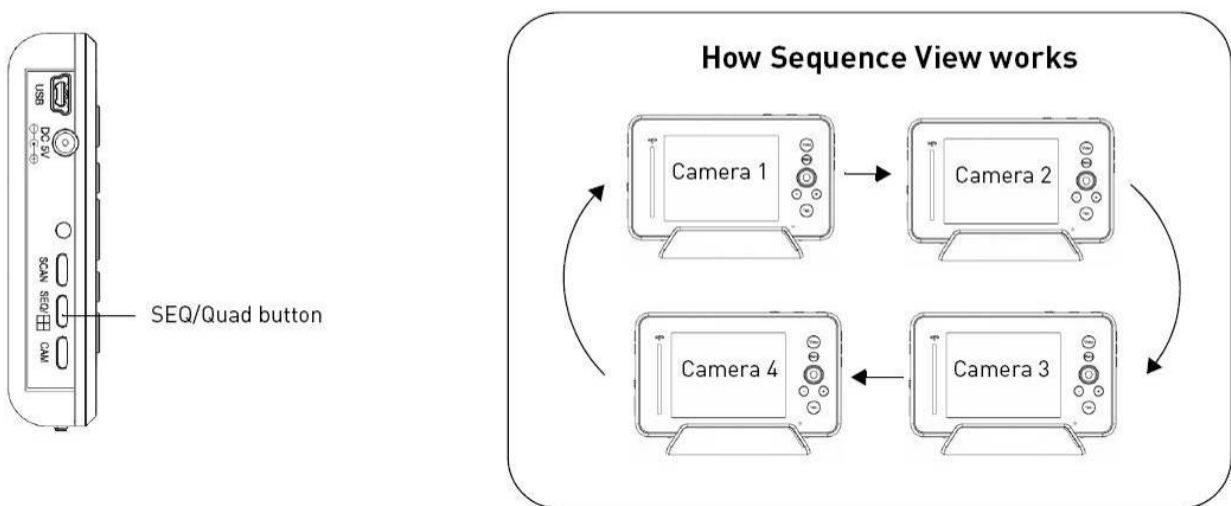 USB
DC 5V
SCAN
SEQ/
CAM
SEQ/Quad button
How Sequence View works
Camera 1
Camera 2
Camera 4
Camera 3